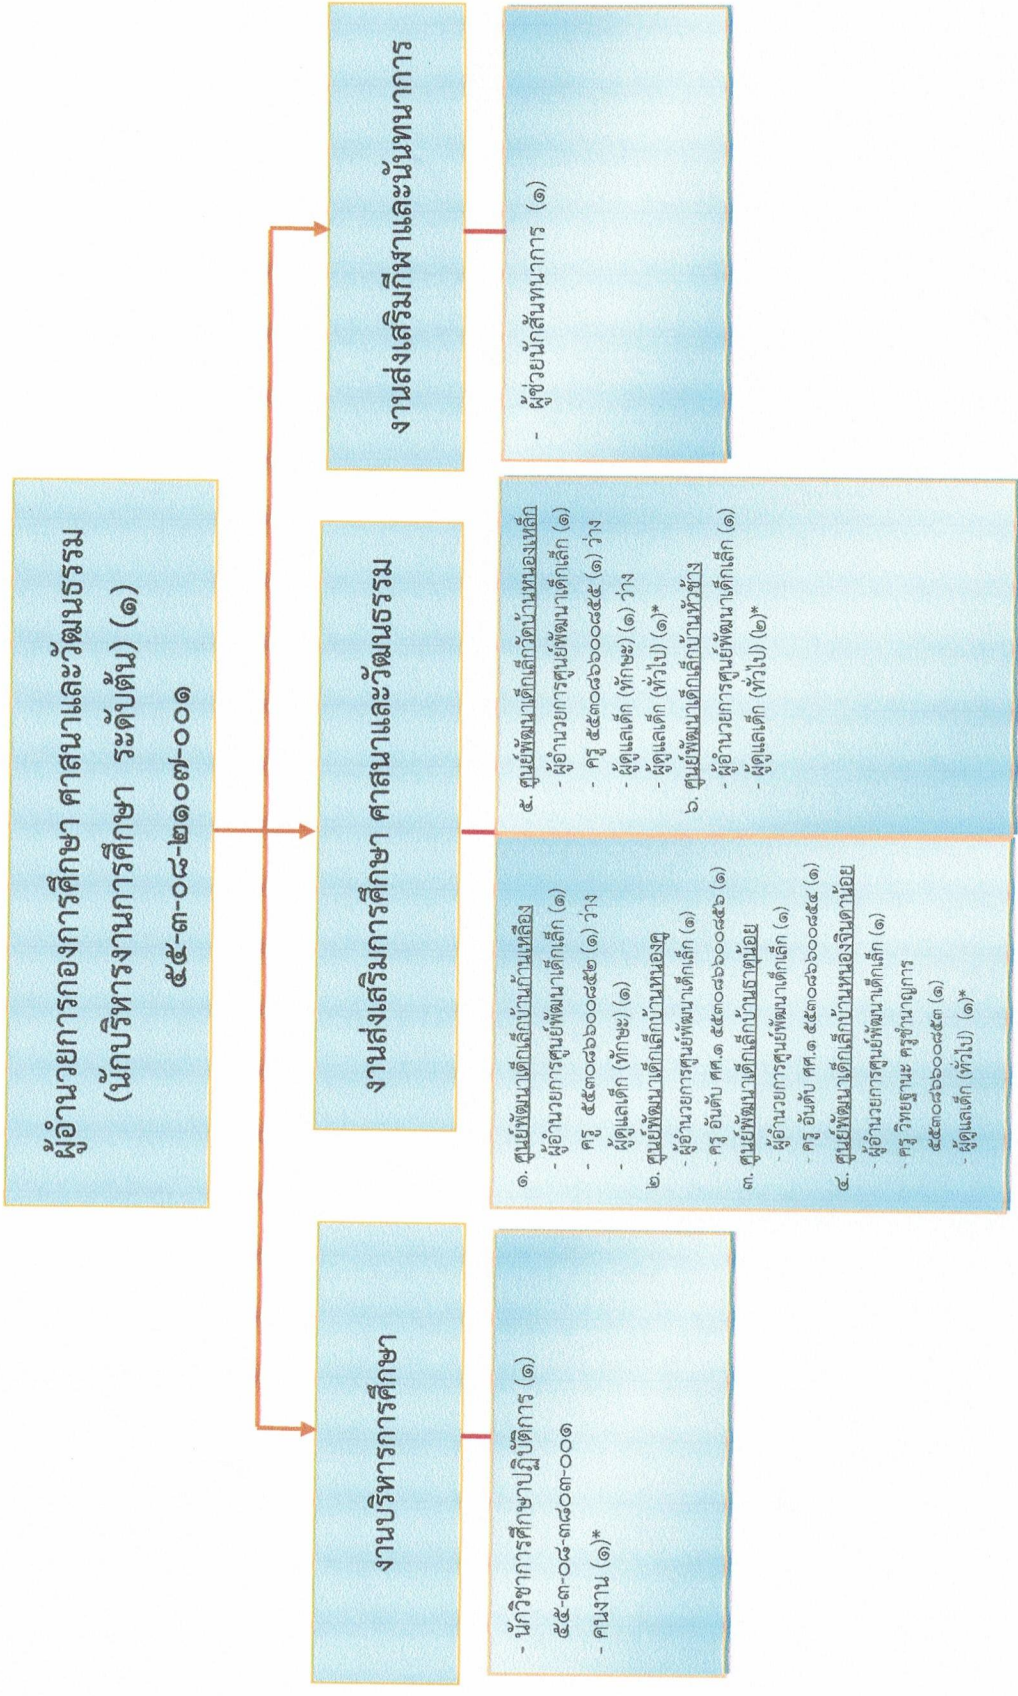 ผู้อำนวยการกองการศึกษา ศาสนาและวัฒนธรรม
(นักบริหารงานการศึกษา ระดับต้น) (๑)
๕๕-๓-๐๘-๒๑๐๗-๐๐๑
งานบริหารการศึกษา
- นักวิชาการศึกษาปฏิบัติการ (๑)
๕๕-๓-๐๘-๓๘๐๓-๐๐๑
- คนงาน (๑)*
งานส่งเสริมการศึกษา ศาสนาและวัฒนธรรม
๑. ศูนย์พัฒนาเด็กเล็กบ้านก้านเหลือง
- ผู้อำนวยการศูนย์พัฒนาเด็กเล็ก (๑)
- ครู ๕๕๓๐๘๖๖๐๐๘๕๒ (๑) ว่าง
- ผู้ดูแลเด็ก (ทักษะ) (๑)
๒. ศูนย์พัฒนาเด็กเล็กบ้านหนองคู
- ผู้อำนวยการศูนย์พัฒนาเด็กเล็ก (๑)
- ครู อันดับ คศ.๑ ๕๕๓๐๘๖๖๐๐๘๕๖ (๑)
๓. ศูนย์พัฒนาเด็กเล็กบ้านธาตุน้อย
- ผู้อำนวยการศูนย์พัฒนาเด็กเล็ก (๑)
- ครู อันดับ คศ.๑ ๕๕๓๐๘๖๖๐๐๘๕๔ (๑)
๔. ศูนย์พัฒนาเด็กเล็กบ้านหนองจินดาน้อย
- ผู้อำนวยการศูนย์พัฒนาเด็กเล็ก (๑)
- ครู วิทยฐานะ ครูชำนาญการ
๕๕๓๐๘๖๖๐๐๘๕๓ (๑)
- ผู้ดูแลเด็ก (ทั่วไป) (๑)*
๕. ศูนย์พัฒนาเด็กเล็กวัดบ้านหนองเหล็ก
- ผู้อำนวยการศูนย์พัฒนาเด็กเล็ก (๑)
- ครู ๕๕๓๐๘๖๖๐๐๘๕๕ (๑) ว่าง
- ผู้ดูแลเด็ก (ทักษะ) (๑) ว่าง
- ผู้ดูแลเด็ก (ทั่วไป) (๑)*
๖. ศูนย์พัฒนาเด็กเล็กบ้านหัวช้าง
- ผู้อำนวยการศูนย์พัฒนาเด็กเล็ก (๑)
- ผู้ดูแลเด็ก (ทั่วไป) (๒)*
งานส่งเสริมกีฬาและนันทนาการ
- ผู้ช่วยนักสันทนาการ (๑)